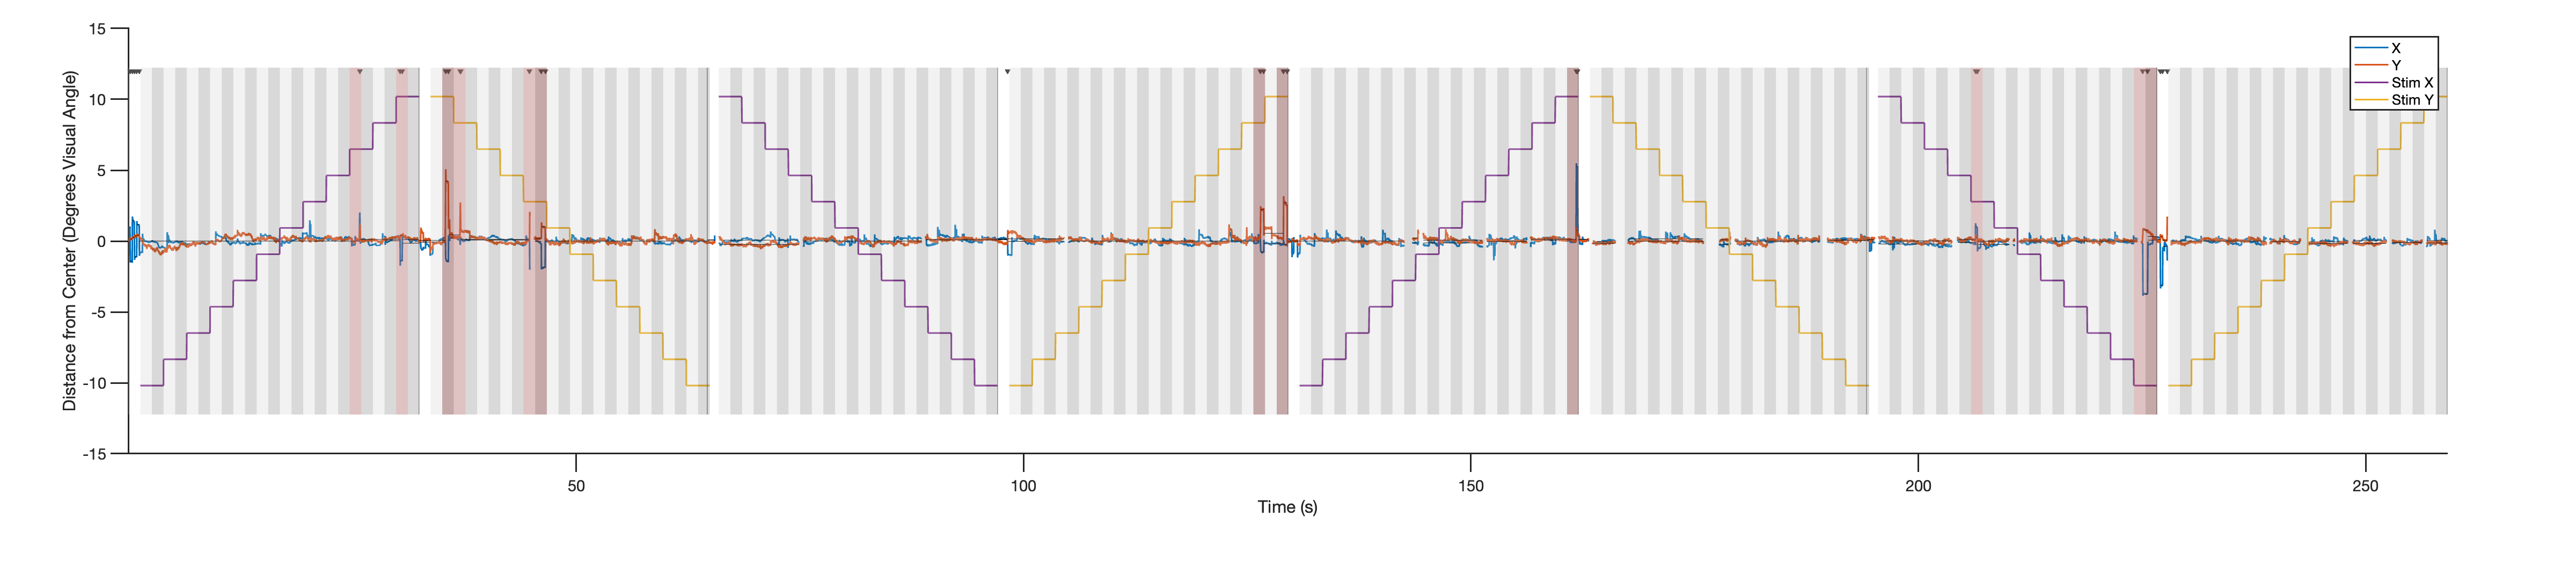 15
10
5
0
-5
-10
-15
Distance from Center (Degrees Visual Angle)
50
100
150
200
250
Time (s)
X
Y
Stim X
Stim Y